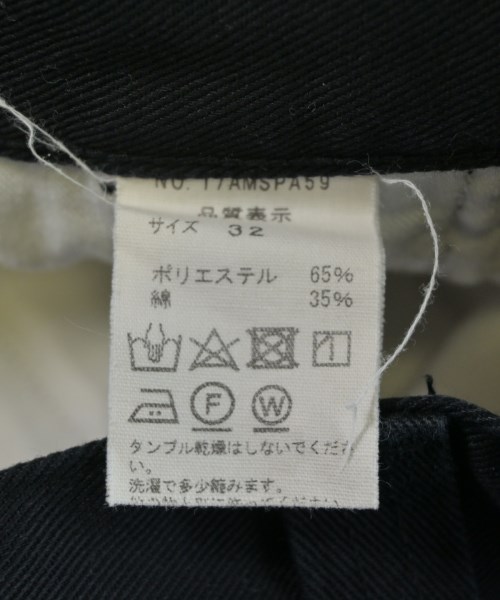 NO. 17AMSPA59
品質表示
サイズ 32
ポリエステル 65%
綿 35%
F W
タンブル乾燥はしないでくださ
い。
洗濯で多少縮みます。